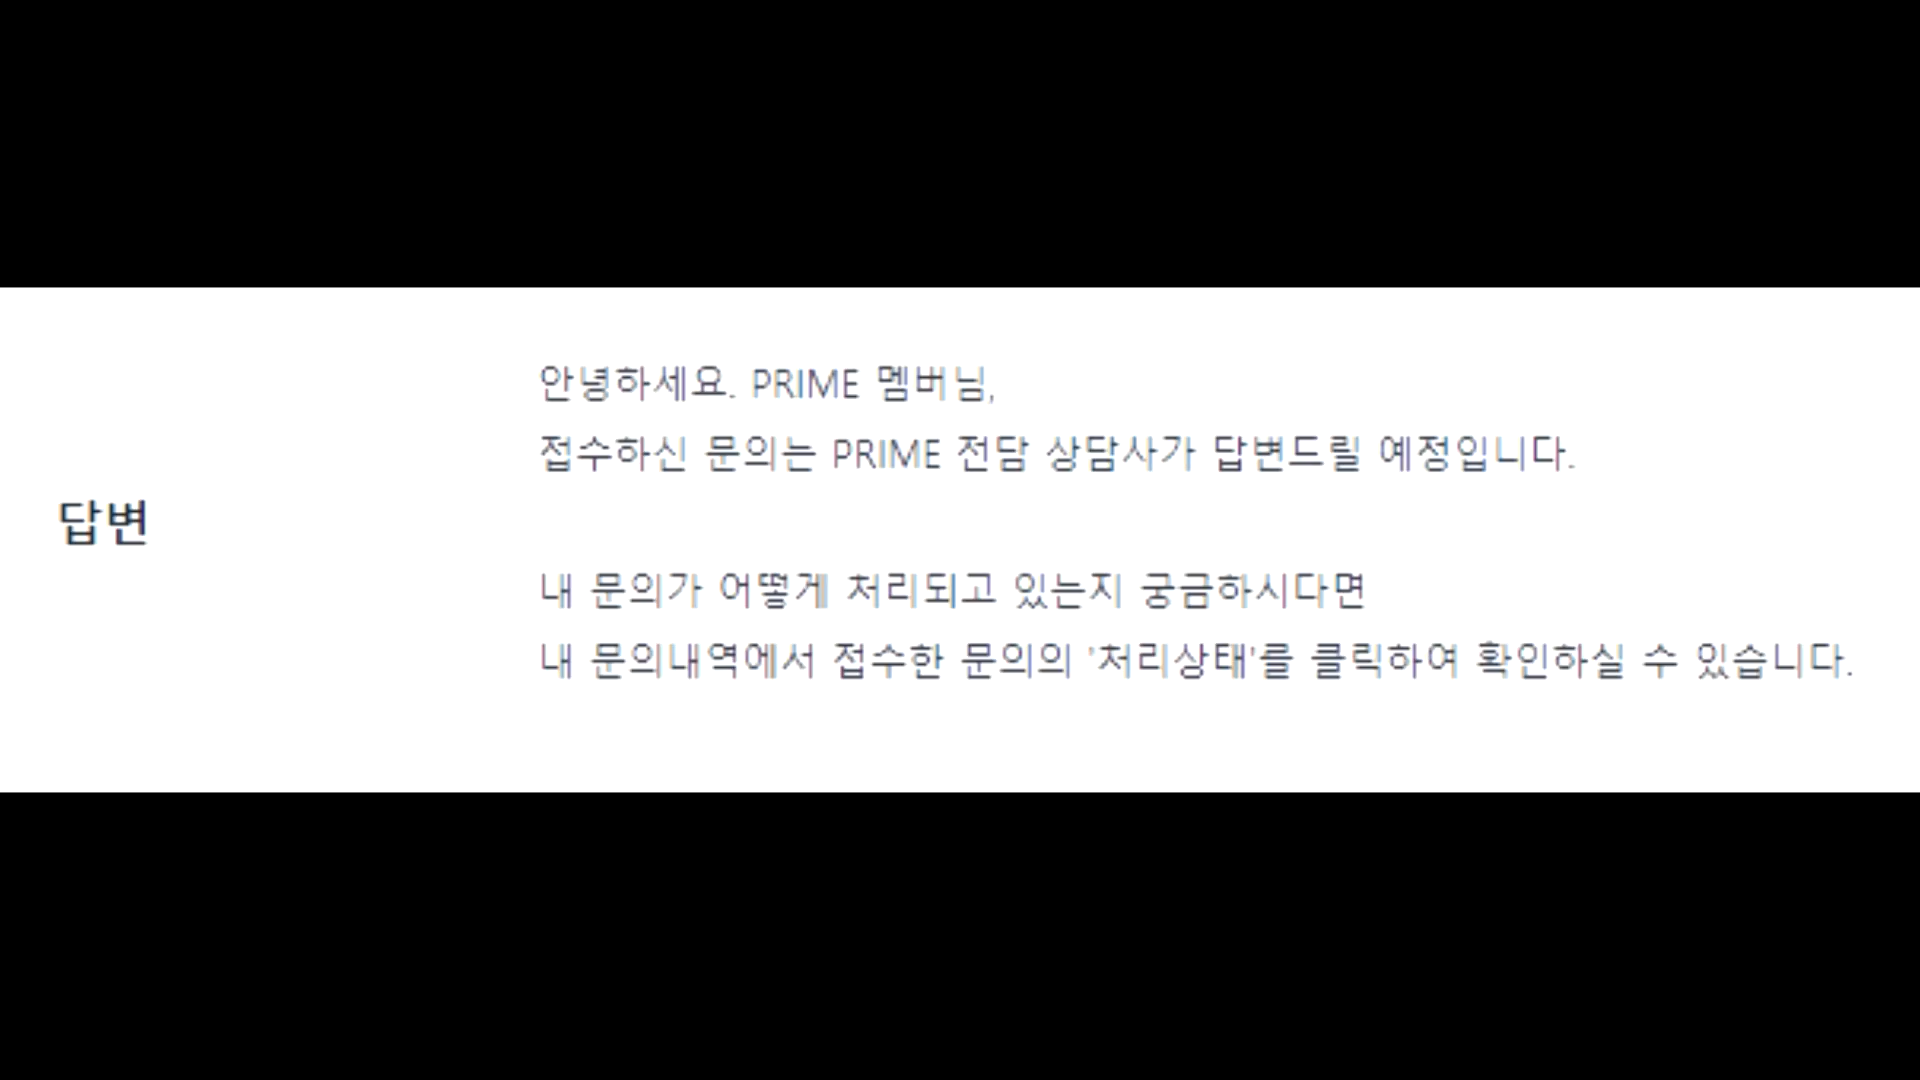 안녕하세요. PRIME 멤버님,
접수하신 문의는 PRIME 전담 상담사가 답변드릴 예정입니다.
답변
내 문의가 어떻게 처리되고 있는지 궁금하시다면
내 문의내역에서 접수한 문의의 '처리상태'를 클릭하여 확인하실 수 있습니다.